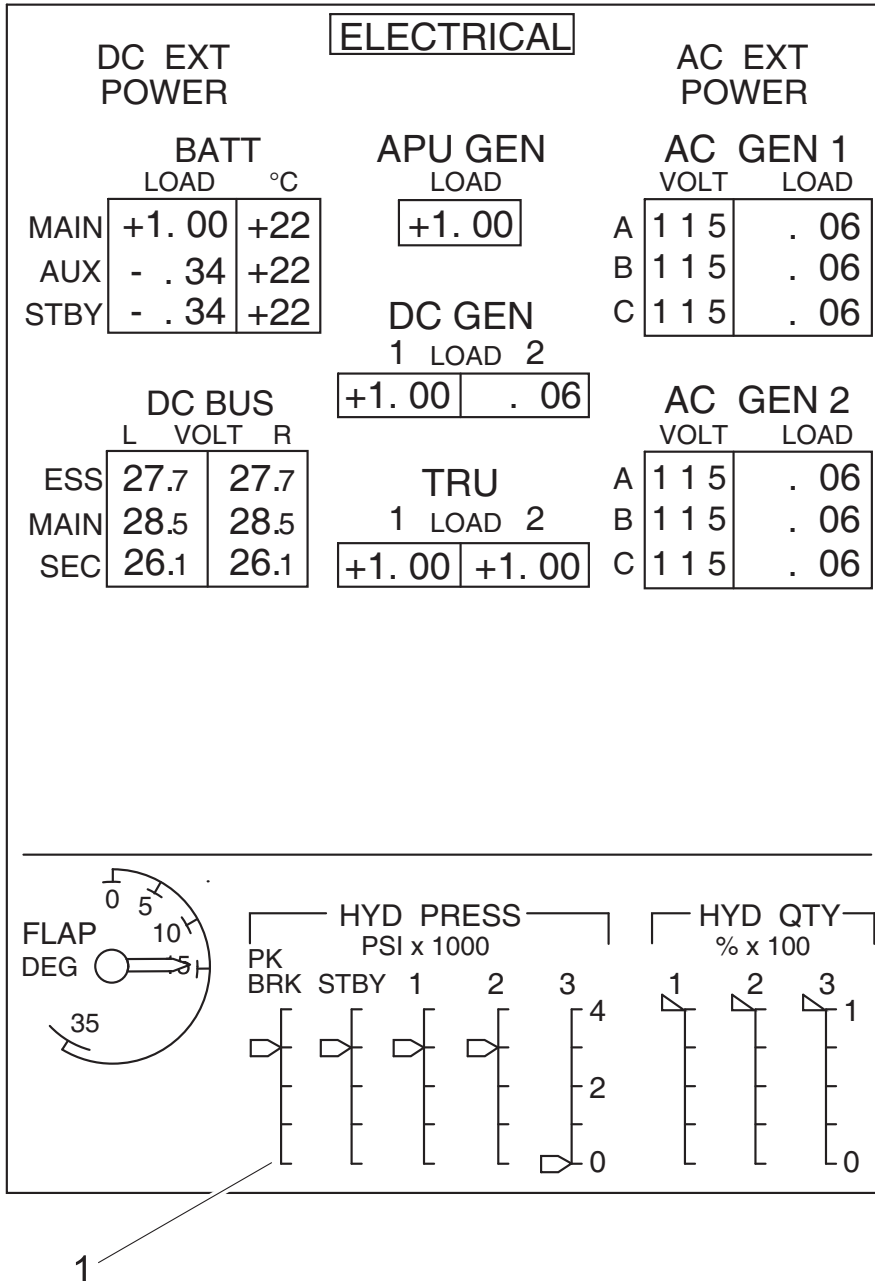 ELECTRICAL
DC EXT
POWER
AC EXT
POWER
BATT
LOAD °C
MAIN +1. 00 +22
AUX - . 34 +22
STBY - . 34 +22
APU GEN
LOAD
+1. 00
AC GEN 1
VOLT LOAD
A 1 1 5 . 06
B 1 1 5 . 06
C 1 1 5 . 06
DC GEN
1 LOAD 2
+1. 00 . 06
DC BUS
L VOLT R
ESS 27.7 27.7
MAIN 28.5 28.5
SEC 26.1 26.1
TRU
1 LOAD 2
+1. 00 +1. 00
AC GEN 2
VOLT LOAD
A 1 1 5 . 06
B 1 1 5 . 06
C 1 1 5 . 06
FLAP
DEG
0
5
10
15
35
HYD PRESS
PSI x 1000
PK
BRK STBY 1 2 3
4
2
0
HYD QTY
% x 100
1 2 3
1
0
1